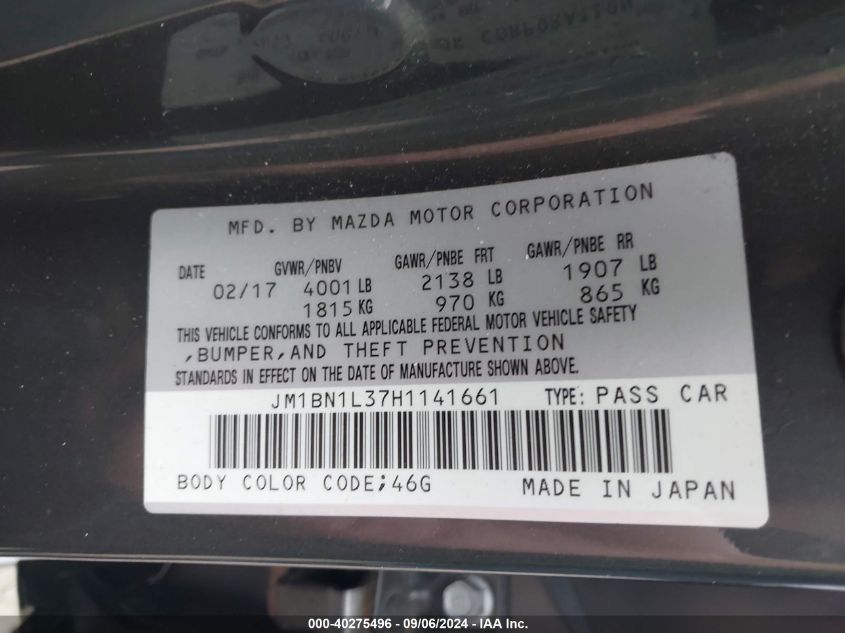 MFD. BY MAZDA MOTOR CORPORATION
DATE GVWR/PNBV GAWR/PNBE FRT GAWR/PNBE RR
02/17 4001 LB 2138 LB 1907 LB
1815 KG 970 KG 865 KG
THIS VEHICLE CONFORMS TO ALL APPLICABLE FEDERAL MOTOR VEHICLE SAFETY
,BUMPER,AND THEFT PREVENTION
STANDARDS IN EFFECT ON THE DATE OF MANUFACTURE SHOWN ABOVE.
JM1BN1L37H1141661 TYPE: PASS CAR
BODY COLOR CODE;46G MADE IN JAPAN
000-40275496 - 09/06/2024 - IAA Inc.